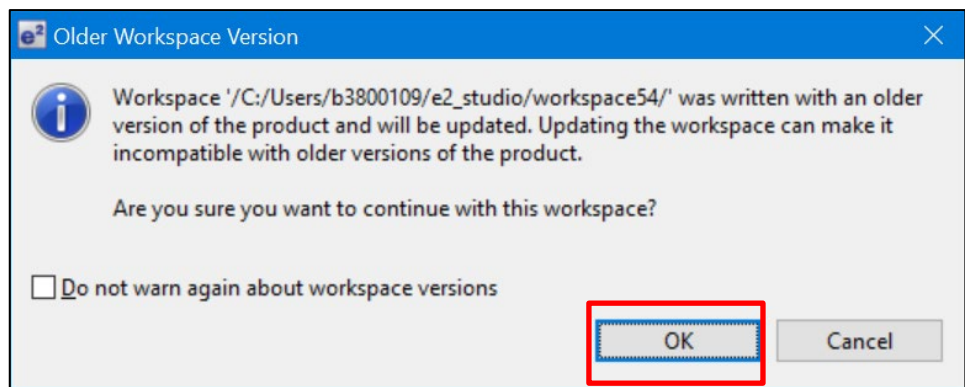 e² Older Workspace Version
Workspace '/C:/Users/b3800109/e2_studio/workspace54/' was written with an older
version of the product and will be updated. Updating the workspace can make it
incompatible with older versions of the product.
Are you sure you want to continue with this workspace?
Do not warn again about workspace versions
OK Cancel